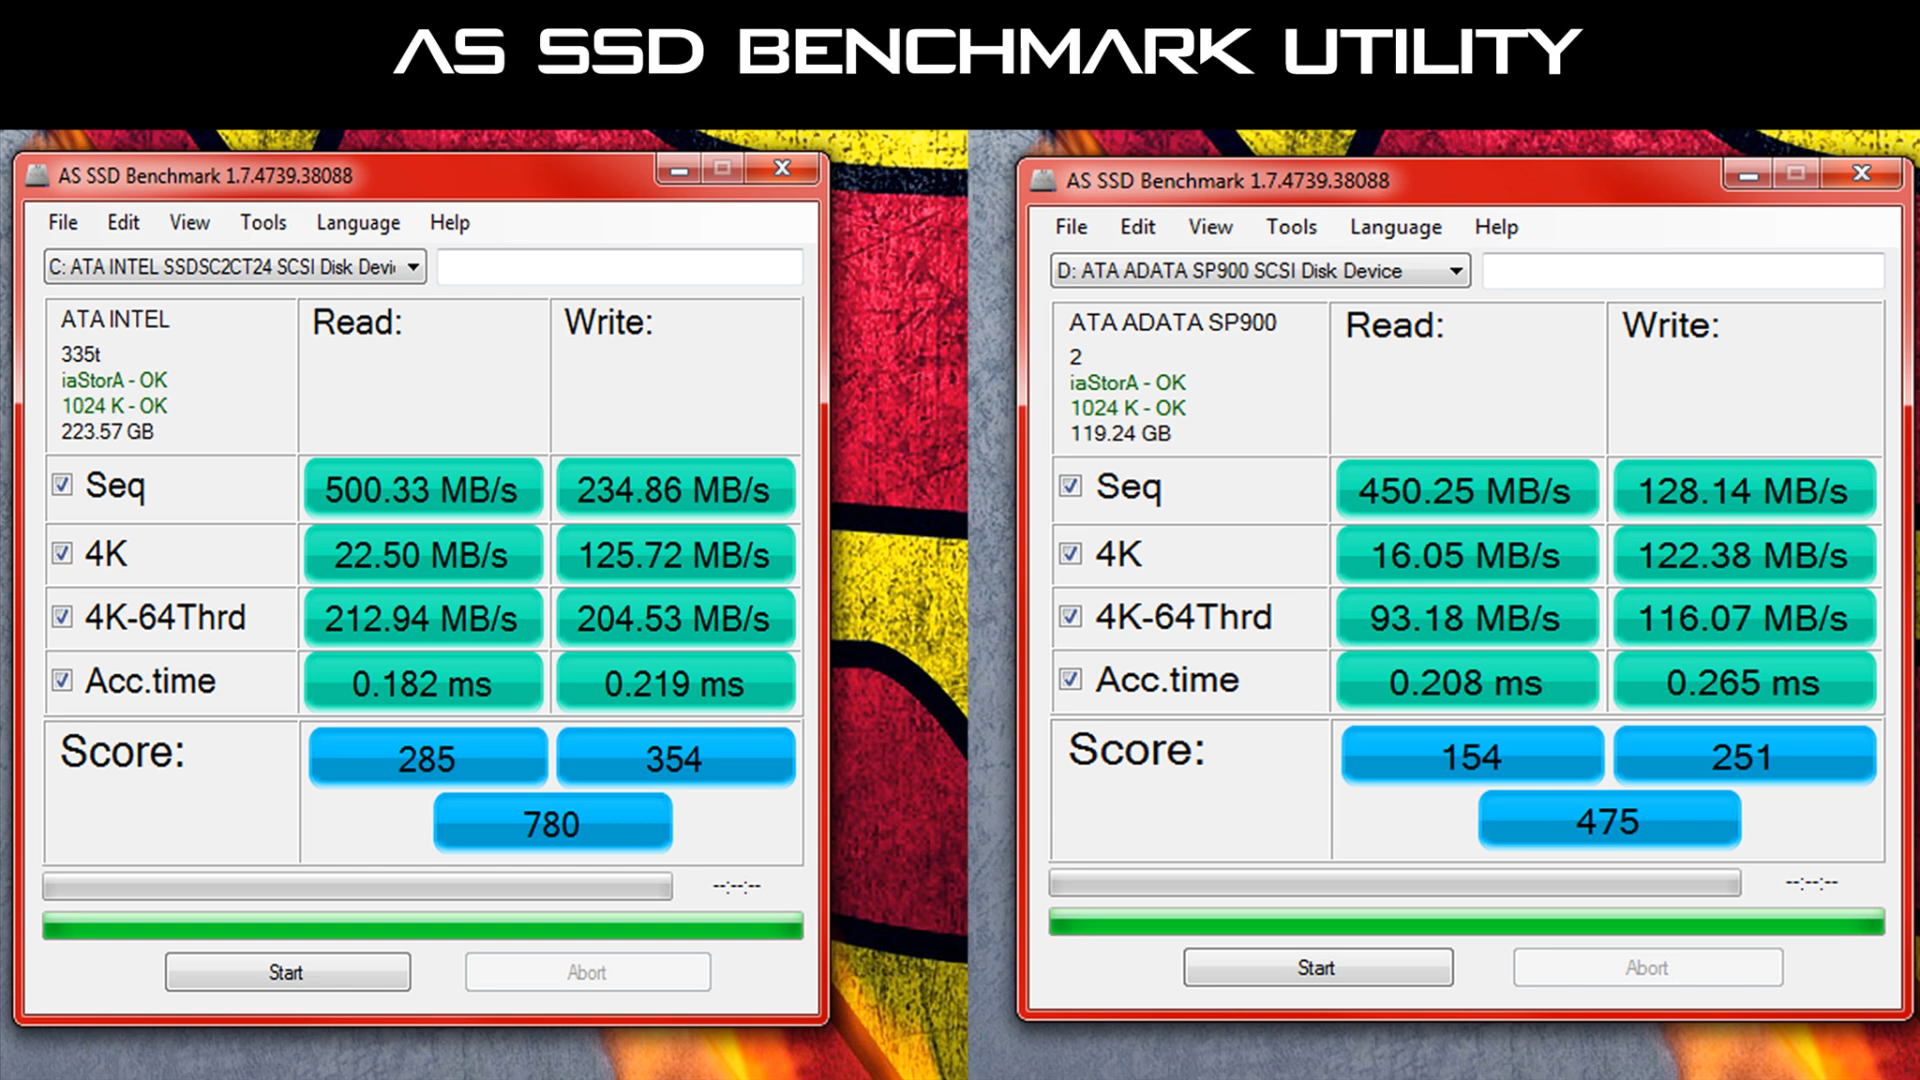 AS SSD BENCHMARK UTILITY
AS SSD Benchmark 1.7.4739.38088
File Edit View Tools Language Help
C: ATA INTEL SSDSC2CT24 SCSI Disk Devi
ATA INTEL
335t
iaStorA - OK
1024 K - OK
223.57 GB
Read: Write:
Seq 500.33 MB/s 234.86 MB/s
4K 22.50 MB/s 125.72 MB/s
4K-64Thrd 212.94 MB/s 204.53 MB/s
Acc.time 0.182 ms 0.219 ms
Score: 285 354
780
--:--:--
Start Abort
AS SSD Benchmark 1.7.4739.38088
File Edit View Tools Language Help
D: ATA ADATA SP900 SCSI Disk Device
ATA ADATA SP900
2
iaStorA - OK
1024 K - OK
119.24 GB
Read: Write:
Seq 450.25 MB/s 128.14 MB/s
4K 16.05 MB/s 122.38 MB/s
4K-64Thrd 93.18 MB/s 116.07 MB/s
Acc.time 0.208 ms 0.265 ms
Score: 154 251
475
--:--:--
Start Abort